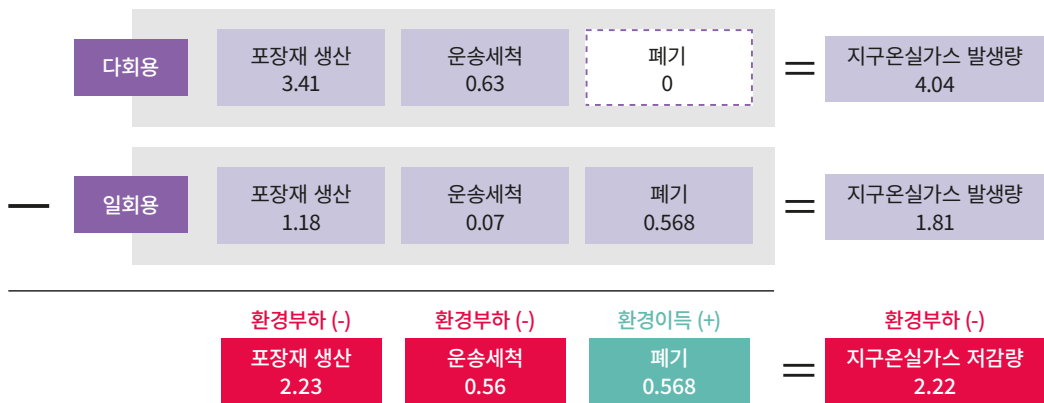 다회용
포장재 생산
3.41
운송세척
0.63
폐기
0
=
지구온실가스 발생량
4.04
—
일회용
포장재 생산
1.18
운송세척
0.07
폐기
0.568
=
지구온실가스 발생량
1.81
환경부하 (-)
포장재 생산
2.23
환경부하 (-)
운송세척
0.56
환경이득 (+)
폐기
0.568
=
환경부하 (-)
지구온실가스 저감량
2.22